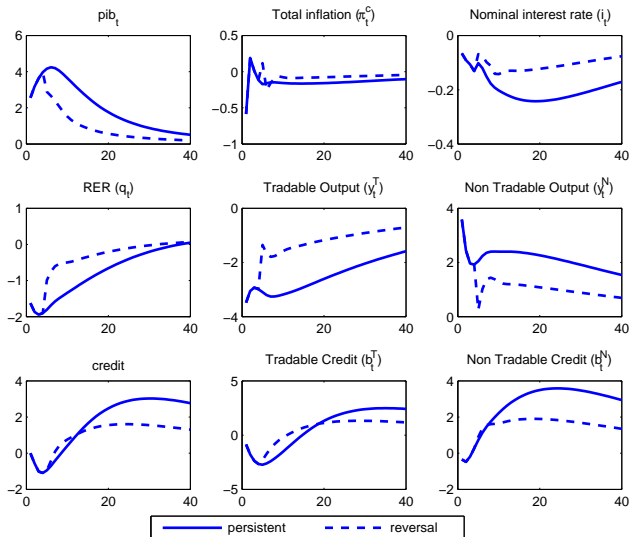 pib_t
Total inflation (π_t^c)
Nominal interest rate (i_t)
6
4
2
0
0 20 40
0.5
0
−0.5
−1
0 20 40
0
−0.2
−0.4
0 20 40
RER (q_t)
Tradable Output (y_t^T)
Non Tradable Output (y_t^N)
1
0
−1
−2
0 20 40
0
−2
−4
0 20 40
4
2
0
0 20 40
credit
Tradable Credit (b_t^T)
Non Tradable Credit (b_t^N)
4
2
0
−2
0 20 40
5
0
−5
0 20 40
4
2
0
−2
0 20 40
persistent reversal